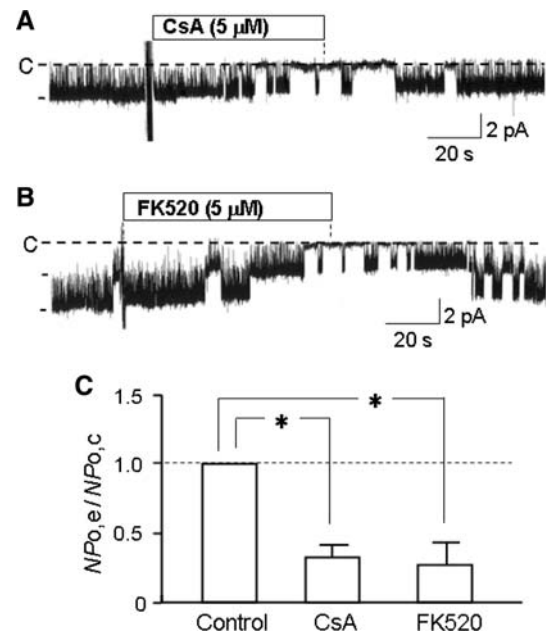 A
CsA (5 µM)
C
-
2 pA
20 s
B
FK520 (5 µM)
C
-
-
2 pA
20 s
C
NPo,e / NPo,c
1.5
1.0
0.5
0
*
*
Control CsA FK520